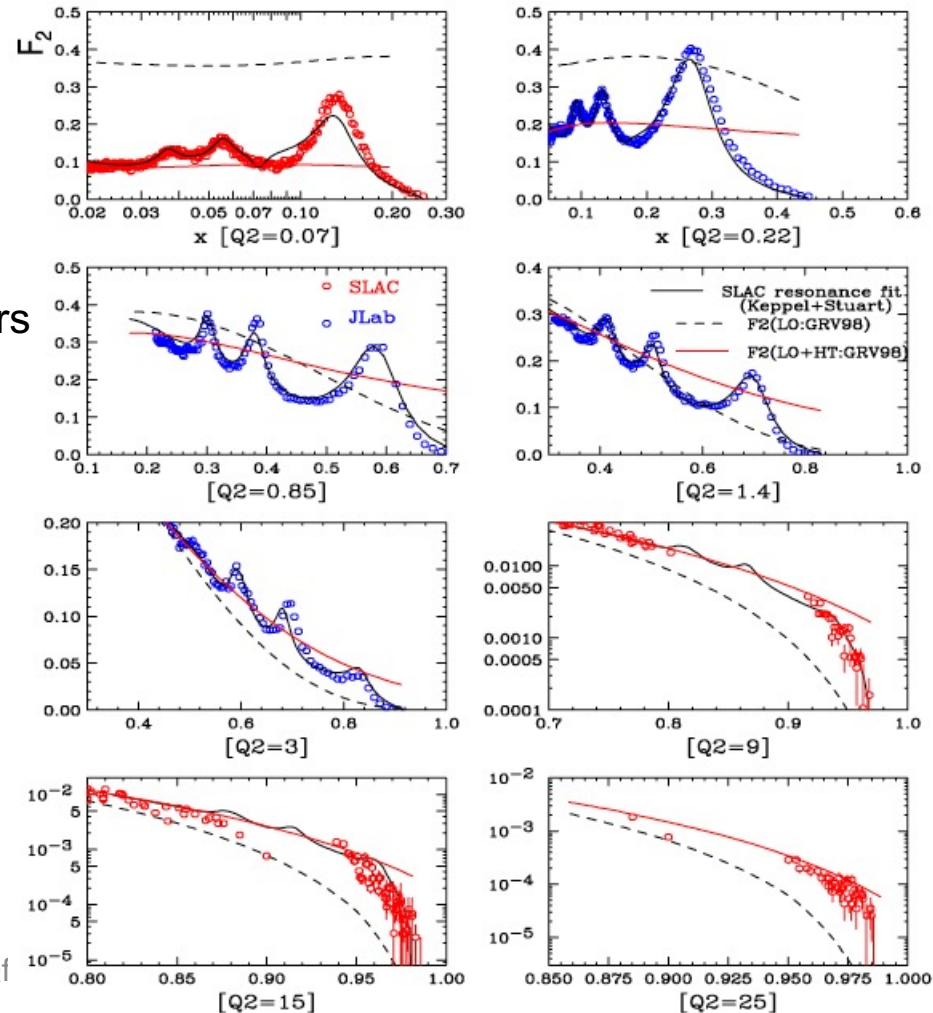 F2
0.5 0.4 0.3 0.2 0.1 0.0
0.02 0.03 0.05 0.07 0.10 0.20 0.30
x [Q2=0.07]
0.5 0.4 0.3 0.2 0.1 0.0
0.1 0.2 0.3 0.4 0.5 0.6
x [Q2=0.22]
rs
0.5 0.4 0.3 0.2 0.1 0.0
SLAC
JLab
0.1 0.2 0.3 0.4 0.5 0.6 0.7
[Q2=0.85]
0.4 0.3 0.2 0.1 0.0
SLAC resonance fit
(Keppel+Stuart)
F2(LO:GRV98)
F2(LO+HT:GRV98)
0.4 0.6 0.8 1.0
[Q2=1.4]
0.20 0.15 0.10 0.05 0.00
0.4 0.6 0.8 1.0
[Q2=3]
0.0100 0.0050 0.0010 0.0005 0.0001
0.7 0.8 0.9 1.0
[Q2=9]
10−2 5 10−3 5 10−4 5 10−5
f
0.80 0.85 0.90 0.95 1.00
[Q2=15]
10−2 10−3 10−4 10−5
0.850 0.875 0.900 0.925 0.950 0.975 1.000
[Q2=25]